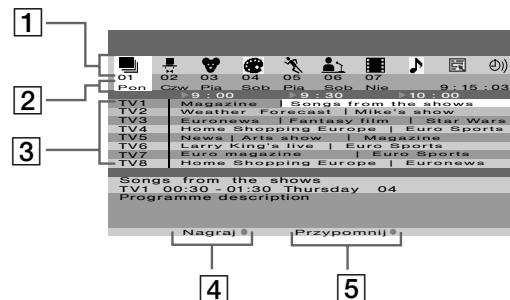 1
01 02 03 04 05 06 07
2
Pon Czw Pia Sob Pia Sob Nie 9:15:03
9:00 9:30 10:00
3
TV1 Magazine Songs from the shows
TV2 Weather Forecast | Mike's show
TV3 Euronews | Fantasy film | Star Wars
TV4 Home Shopping Europe | Euro Sports
TV5 News | Arts show | Magazine
TV6 Larry King's live | Euro Sports
TV7 Euro magazine | Euro Sports
TV8 Home Shopping Europe | Euronews
Songs from the shows
TV1 00:30 - 01:30 Thursday 04
Programme description
Nagraj Przypomnij
4 5